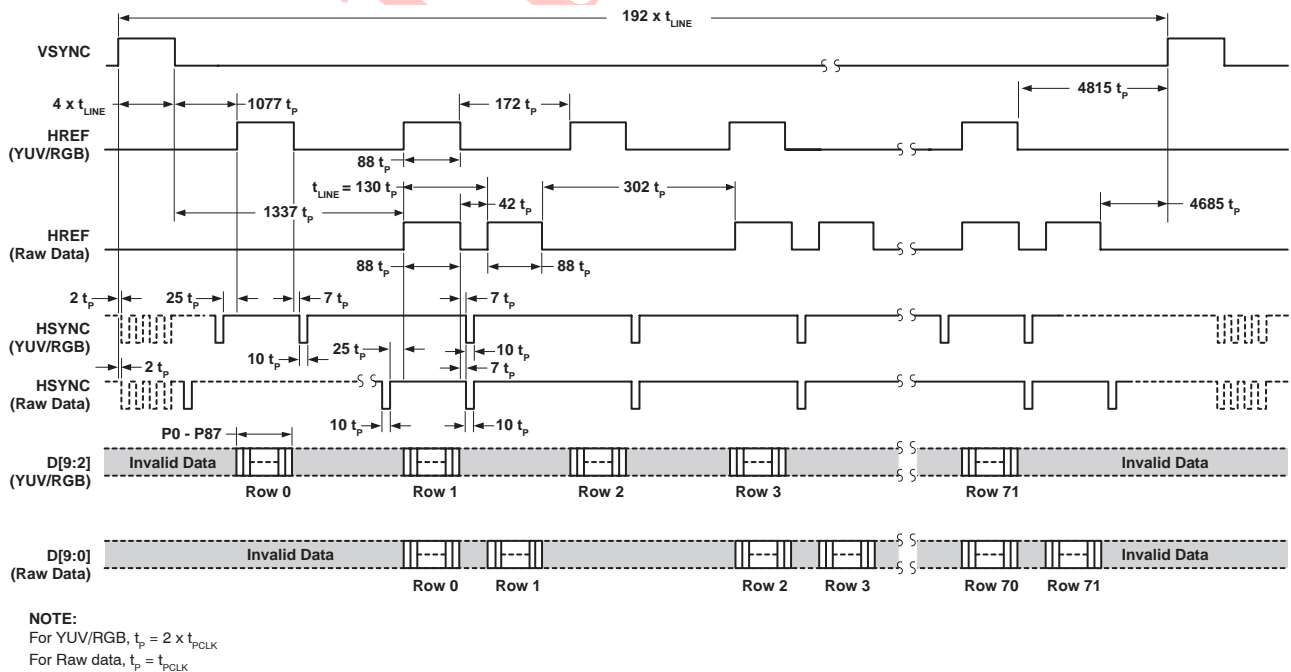 192 x tLINE
VSYNC
4 x tLINE
1077 tP
172 tP
4815 tP
HREF
(YUV/RGB)
88 tP
tLINE = 130 tP
1337 tP
42 tP
302 tP
4685 tP
HREF
(Raw Data)
88 tP
88 tP
2 tP
25 tP
7 tP
7 tP
HSYNC
(YUV/RGB)
10 tP
25 tP
10 tP
2 tP
7 tP
HSYNC
(Raw Data)
10 tP
10 tP
P0 - P87
D[9:2]
(YUV/RGB)
Invalid Data
Invalid Data
Row 0
Row 1
Row 2
Row 3
Row 71
D[9:0]
(Raw Data)
Invalid Data
Invalid Data
Row 0
Row 1
Row 2
Row 3
Row 70
Row 71
NOTE:
For YUV/RGB, tP = 2 x tPCLK
For Raw data, tP = tPCLK